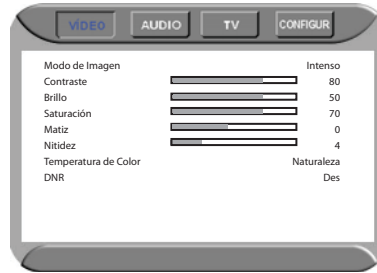 VÍDEO AUDIO TV CONFIGUR
Modo de Imagen Intenso
Contraste 80
Brillo 50
Saturación 70
Matiz 0
Nitidez 4
Temperatura de Color Naturaleza
DNR Des